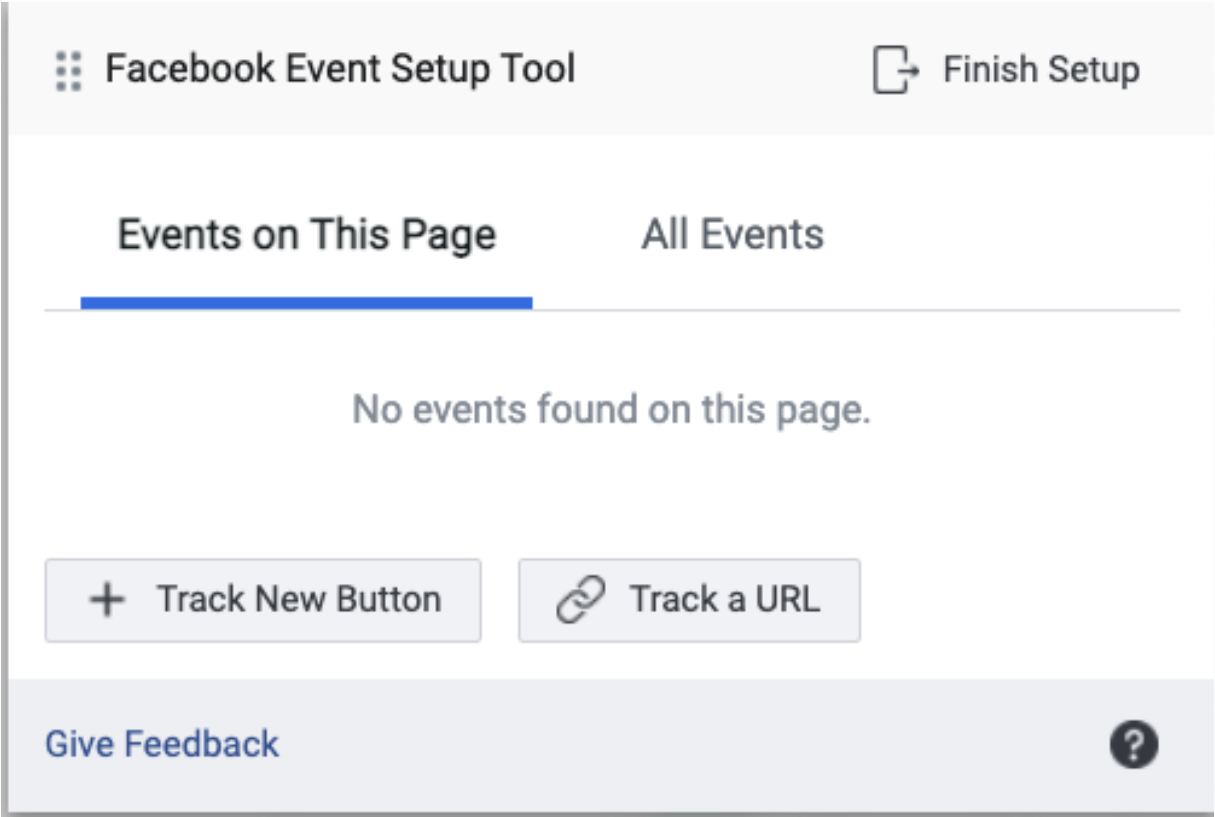 Facebook Event Setup Tool
Finish Setup
Events on This Page
All Events
No events found on this page.
Track New Button
Track a URL
Give Feedback
?